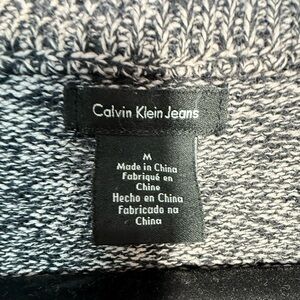 Calvin Klein Jeans
M
Made in China
Fabriqué en
Chine
Hecho en China
Fabricado na
China